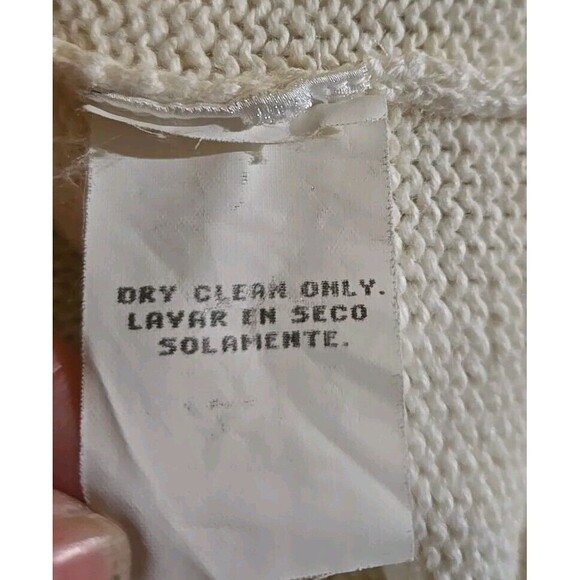 DRY CLEAN ONLY.
LAVAR EN SECO
SOLAMENTE.